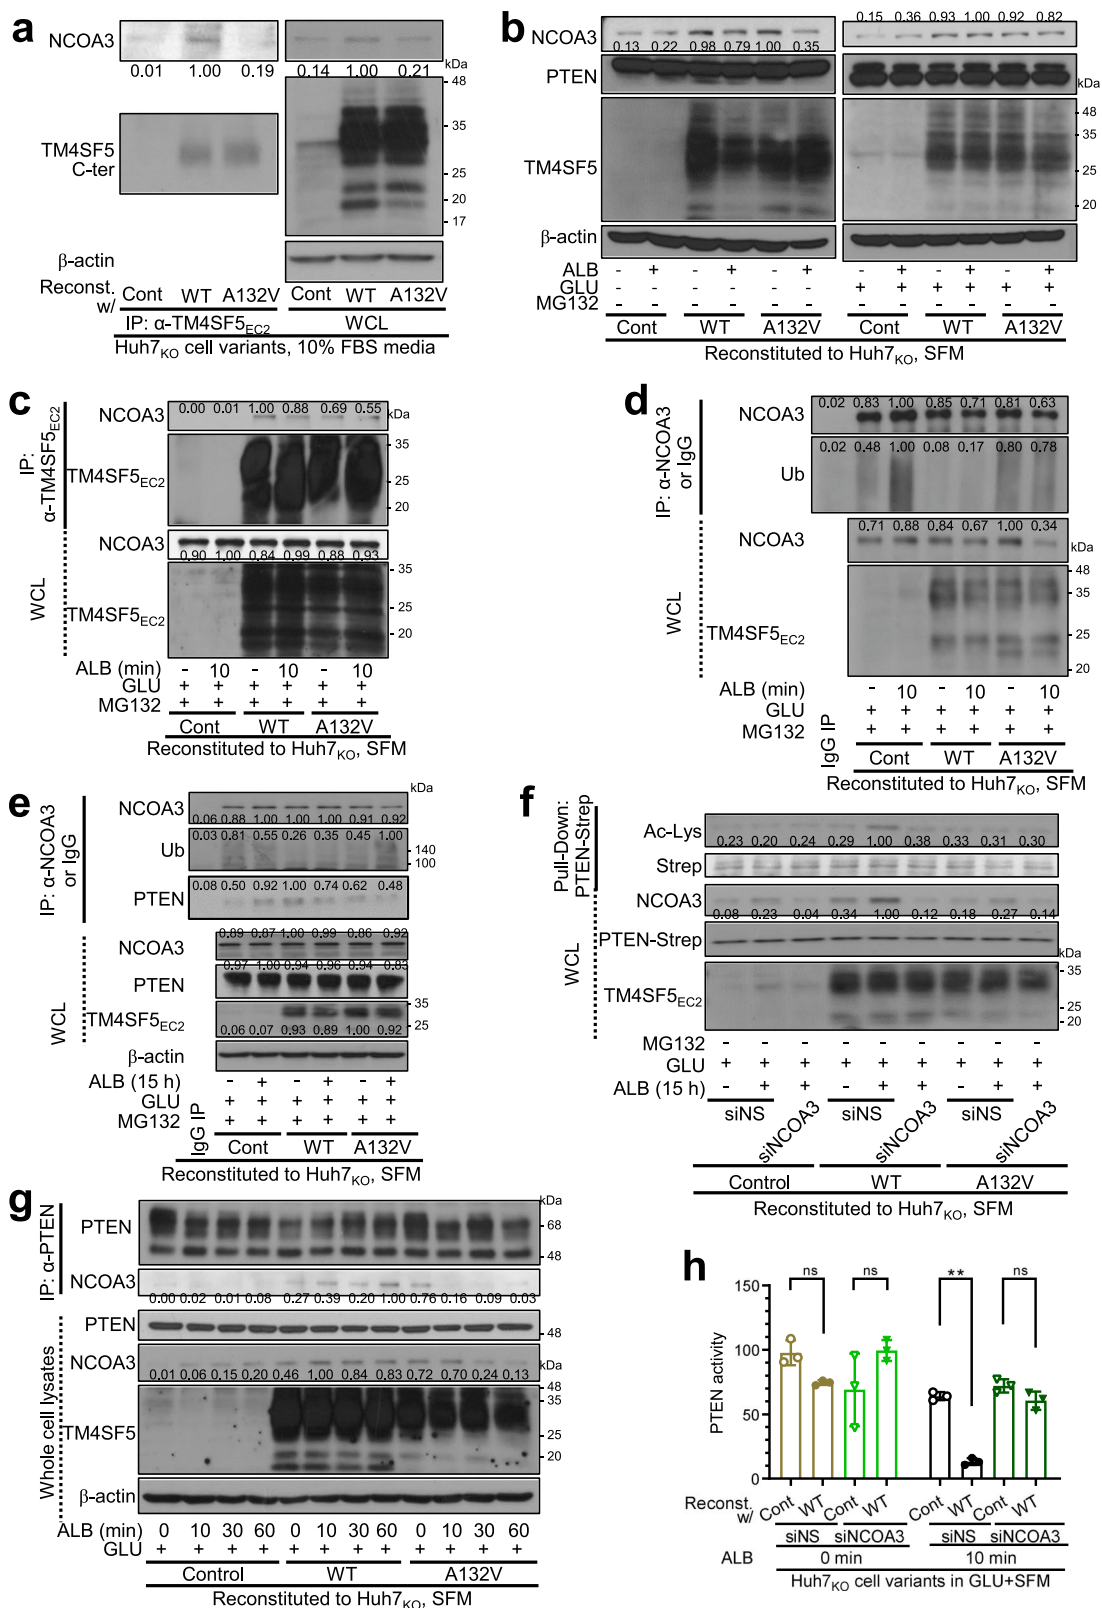 a
NCOA3
0.01 1.00 0.19
0.14 1.00 0.21
kDa
48
35
25
20
17
TM4SF5
C-ter
β-actin
Reconst.
w/
Cont WT A132V
Cont WT A132V
IP: α-TM4SF5EC2
WCL
Huh7KO cell variants, 10% FBS media
b
NCOA3
0.13 0.22 0.98 0.79 1.00 0.35
0.15 0.36 0.93 1.00 0.92 0.82
PTEN
kDa
TM4SF5
48
35
25
20
β-actin
ALB - + - + - + - + - + - +
GLU - - - - - - + + + + + +
MG132 - - - - - - - - - - - -
Cont WT A132V Cont WT A132V
Reconstituted to Huh7KO, SFM
c
IP:
α-TM4SF5EC2
NCOA3
0.00 0.01 1.00 0.88 0.69 0.55
kDa
TM4SF5EC2
35
25
20
WCL
NCOA3
0.90 1.00 0.84 0.99 0.88 0.93
TM4SF5EC2
35
25
20
ALB (min) - 10 - 10 - 10
GLU + + + + + +
MG132 + + + + + +
Cont WT A132V
Reconstituted to Huh7KO, SFM
d
IP: α-NCOA3
or IgG
NCOA3
0.02 0.83 1.00 0.85 0.71 0.81 0.63
Ub
0.02 0.48 1.00 0.08 0.17 0.80 0.78
WCL
NCOA3
0.71 0.88 0.84 0.67 1.00 0.34
kDa
TM4SF5EC2
48
35
25
20
ALB (min) - 10 - 10 - 10
GLU + + + + + +
MG132 + + + + + +
IgG IP
Cont WT A132V
Reconstituted to Huh7KO, SFM
e
IP: α-NCOA3
or IgG
kDa
NCOA3
0.06 0.88 1.00 1.00 1.00 0.91 0.92
Ub
0.03 0.81 0.55 0.26 0.35 0.45 1.00
140
100
PTEN
0.08 0.50 0.92 1.00 0.74 0.62 0.48
WCL
NCOA3
0.89 0.87 1.00 0.99 0.86 0.92
PTEN
0.97 1.00 0.94 0.96 0.94 0.83
TM4SF5EC2
0.06 0.07 0.93 0.89 1.00 0.92
35
25
β-actin
ALB (15 h) - + - + - +
GLU + + + + + +
MG132 + + + + + +
IgG IP
Cont WT A132V
Reconstituted to Huh7KO, SFM
f
Pull-Down:
PTEN-Strep
Ac-Lys
0.23 0.20 0.24 0.29 1.00 0.38 0.33 0.31 0.30
Strep
WCL
NCOA3
0.08 0.23 0.04 0.34 1.00 0.12 0.18 0.27 0.14
PTEN-Strep
kDa
TM4SF5EC2
35
25
20
MG132
GLU + + + + + + + + +
ALB (15 h) - + + - + + - + +
siNS siNCOA3 siNS siNCOA3 siNS siNCOA3
Control WT A132V
Reconstituted to Huh7KO, SFM
g
IP: α-PTEN
kDa
PTEN
68
48
NCOA3
0.00 0.02 0.01 0.08 0.27 0.39 0.20 1.00 0.76 0.16 0.09 0.03
Whole cell lysates
PTEN
48
NCOA3
0.01 0.06 0.15 0.20 0.46 1.00 0.84 0.83 0.72 0.70 0.24 0.13
kDa
TM4SF5
48
35
25
20
β-actin
ALB (min) 0 10 30 60 0 10 30 60 0 10 30 60
GLU + + + + + + + + + + + +
Control WT A132V
Reconstituted to Huh7KO, SFM
h
PTEN activity
150
100
50
0
ns ns ** ns
Reconst.
w/
Cont WT Cont WT Cont WT Cont WT
siNS siNCOA3 siNS siNCOA3
ALB 0 min 10 min
Huh7KO cell variants in GLU+SFM